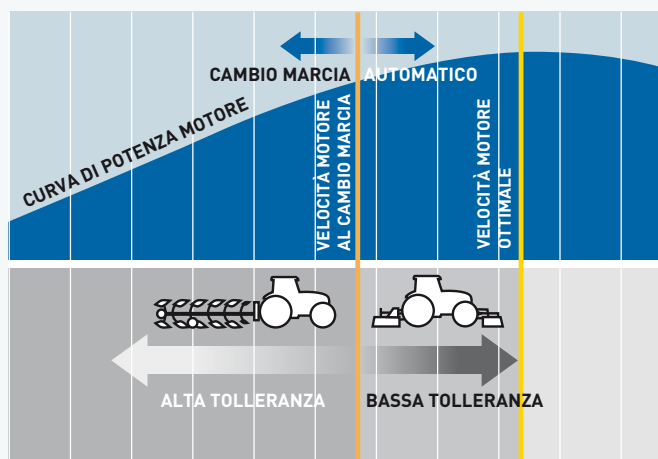 CAMBIO MARCIA AUTOMATICO
CURVA DI POTENZA MOTORE
VELOCITÀ MOTORE
AL CAMBIO MARCIA
VELOCITÀ MOTORE
OTTIMALE
ALTA TOLLERANZA
BASSA TOLLERANZA